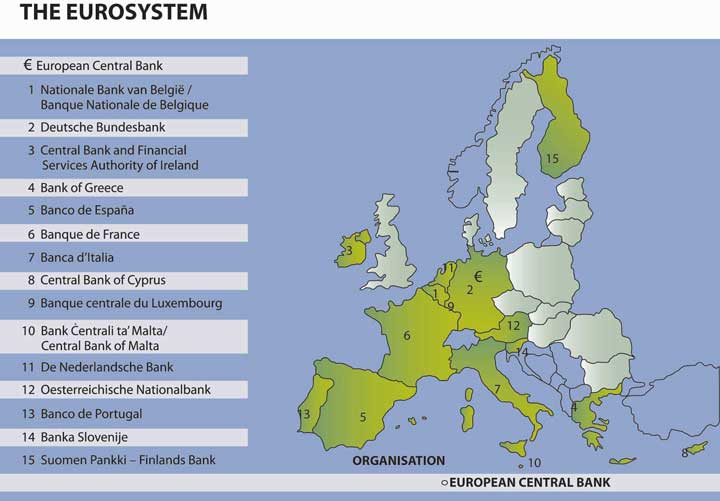 THE EUROSYSTEM
€ European Central Bank
1 Nationale Bank van België /
Banque Nationale de Belgique
2 Deutsche Bundesbank
3 Central Bank and Financial
Services Authority of Ireland
4 Bank of Greece
5 Banco de España
6 Banque de France
7 Banca d’Italia
8 Central Bank of Cyprus
9 Banque centrale du Luxembourg
10 Bank Ċentrali ta’ Malta/
Central Bank of Malta
11 De Nederlandsche Bank
12 Oesterreichische Nationalbank
13 Banco de Portugal
14 Banka Slovenije
15 Suomen Pankki – Finlands Bank
15
3
11
€
1
2
9
12
6
14
7
13
5
4
8
10
ORGANISATION
EUROPEAN CENTRAL BANK